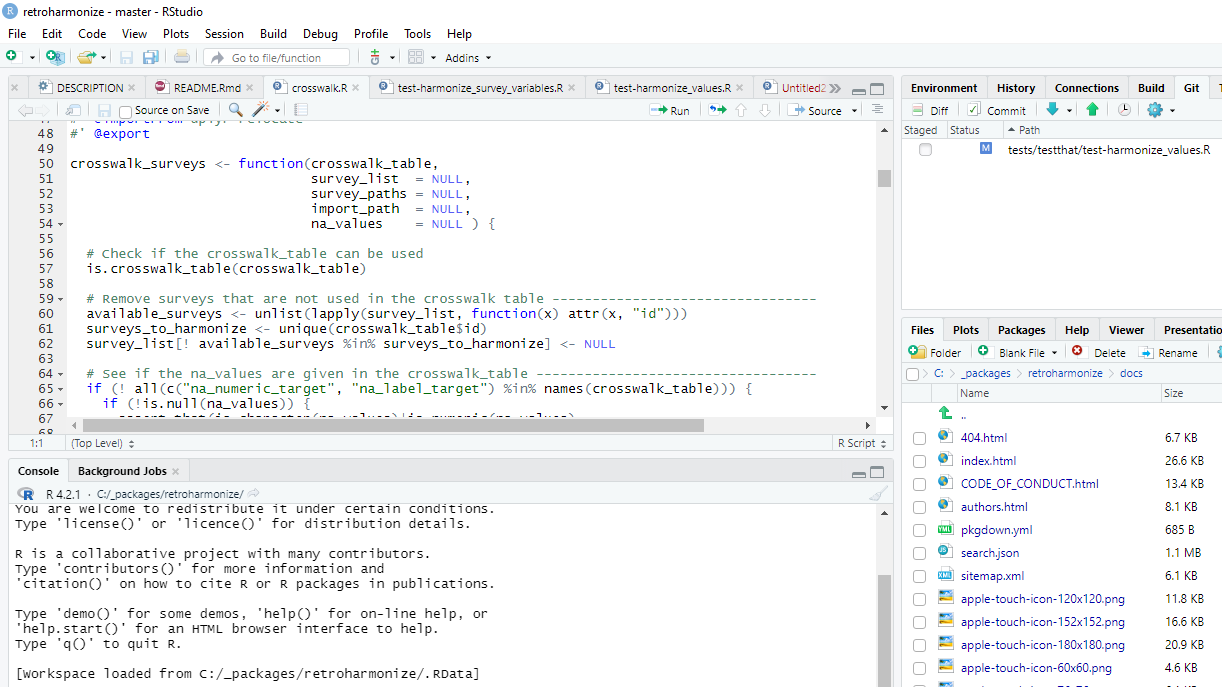 retroharmonize - master - RStudio
File Edit Code View Plots Session Build Debug Profile Tools Help
Go to file/function Addins
DESCRIPTION README.Rmd crosswalk.R test-harmonize_survey_variables.R test-harmonize_values.R Untitled2
Source on Save Run Source
48 #' @export
49
50 crosswalk_surveys <- function(crosswalk_table,
51 survey_list = NULL,
52 survey_paths = NULL,
53 import_path = NULL,
54 na_values = NULL ) {
55
56 # Check if the crosswalk_table can be used
57 is.crosswalk_table(crosswalk_table)
58
59 # Remove surveys that are not used in the crosswalk table ---------------------------------
60 available_surveys <- unlist(lapply(survey_list, function(x) attr(x, "id")))
61 surveys_to_harmonize <- unique(crosswalk_table$id)
62 survey_list[! available_surveys %in% surveys_to_harmonize] <- NULL
63
64 # See if the na_values are given in the crosswalk_table -----------------------------------
65 if (! all(c("na_numeric_target", "na_label_target") %in% names(crosswalk_table))) {
66 if (!is.null(na_values)) {
67
68
1:1 (Top Level) R Script
Console Background Jobs
R 4.2.1 · C:/_packages/retroharmonize/
You are welcome to redistribute it under certain conditions.
Type 'license()' or 'licence()' for distribution details.
R is a collaborative project with many contributors.
Type 'contributors()' for more information and
'citation()' on how to cite R or R packages in publications.
Type 'demo()' for some demos, 'help()' for on-line help, or
'help.start()' for an HTML browser interface to help.
Type 'q()' to quit R.
[Workspace loaded from C:/_packages/retroharmonize/.RData]
Environment History Connections Build Git
Diff Commit
Staged Status Path
M tests/testthat/test-harmonize_values.R
Files Plots Packages Help Viewer Presentatio
Folder Blank File Delete Rename
C: _packages retroharmonize docs
Name Size
..
404.html 6.7 KB
index.html 26.6 KB
CODE_OF_CONDUCT.html 13.4 KB
authors.html 8.1 KB
pkgdown.yml 685 B
search.json 1.1 MB
sitemap.xml 6.1 KB
apple-touch-icon-120x120.png 11.8 KB
apple-touch-icon-152x152.png 16.6 KB
apple-touch-icon-180x180.png 20.9 KB
apple-touch-icon-60x60.png 4.6 KB